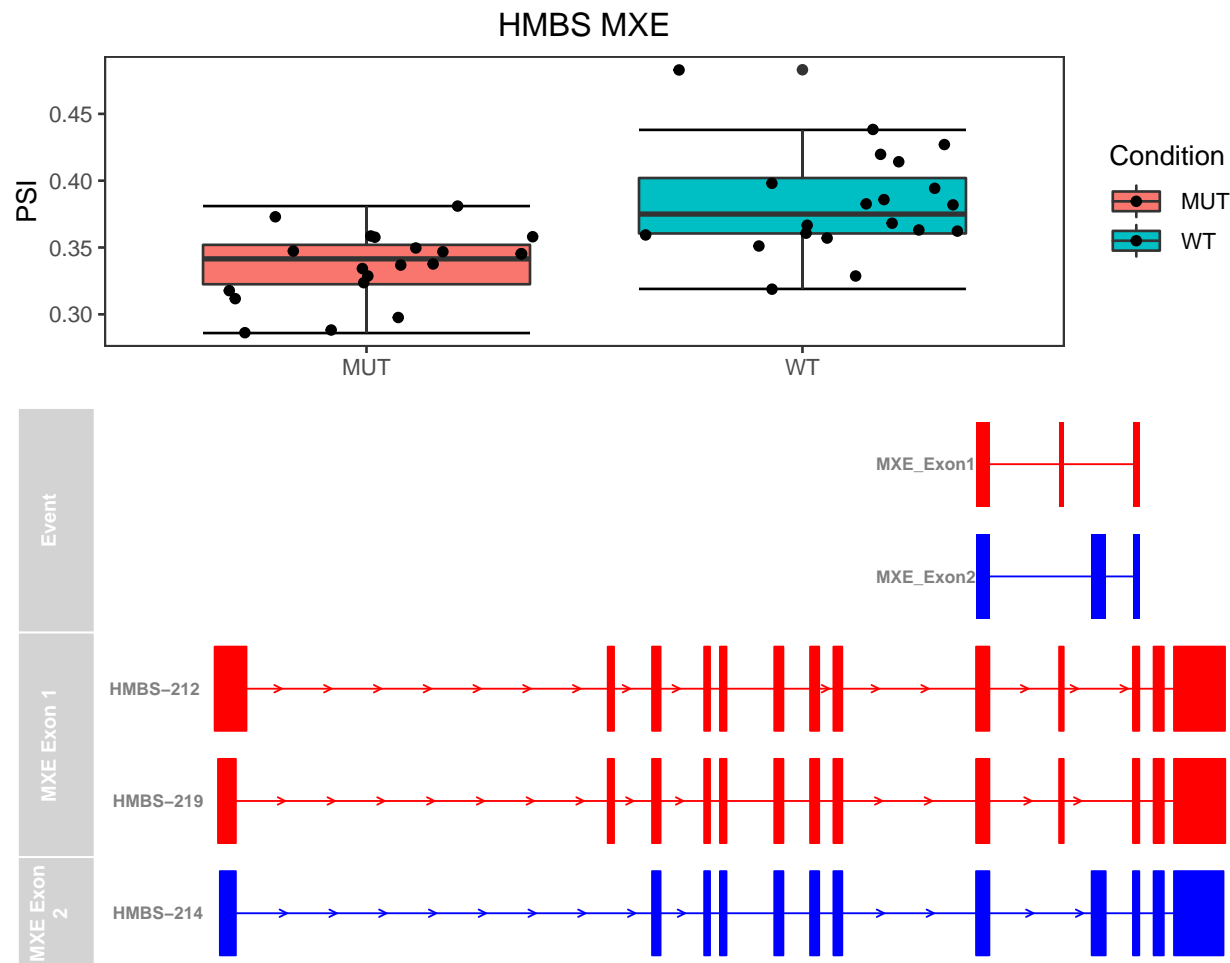 HMBS MXE
PSI
0.45
0.40
0.35
0.30
MUT
WT
Condition
MUT
WT
Event
MXE_Exon1
MXE_Exon2
MXE Exon 1
HMBS−212
HMBS−219
MXE Exon
2
HMBS−214